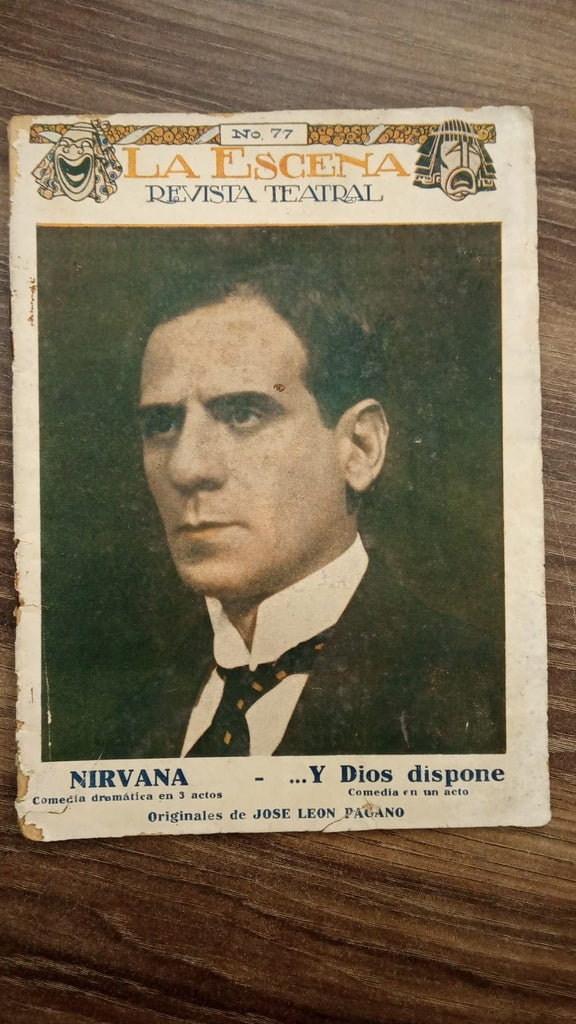 No. 77
LA ESCENA
REVISTA TEATRAL
NIRVANA - ...Y Dios dispone
Comedia dramática en 3 actos Comedia en un acto
Originales de JOSE LEON PAGANO